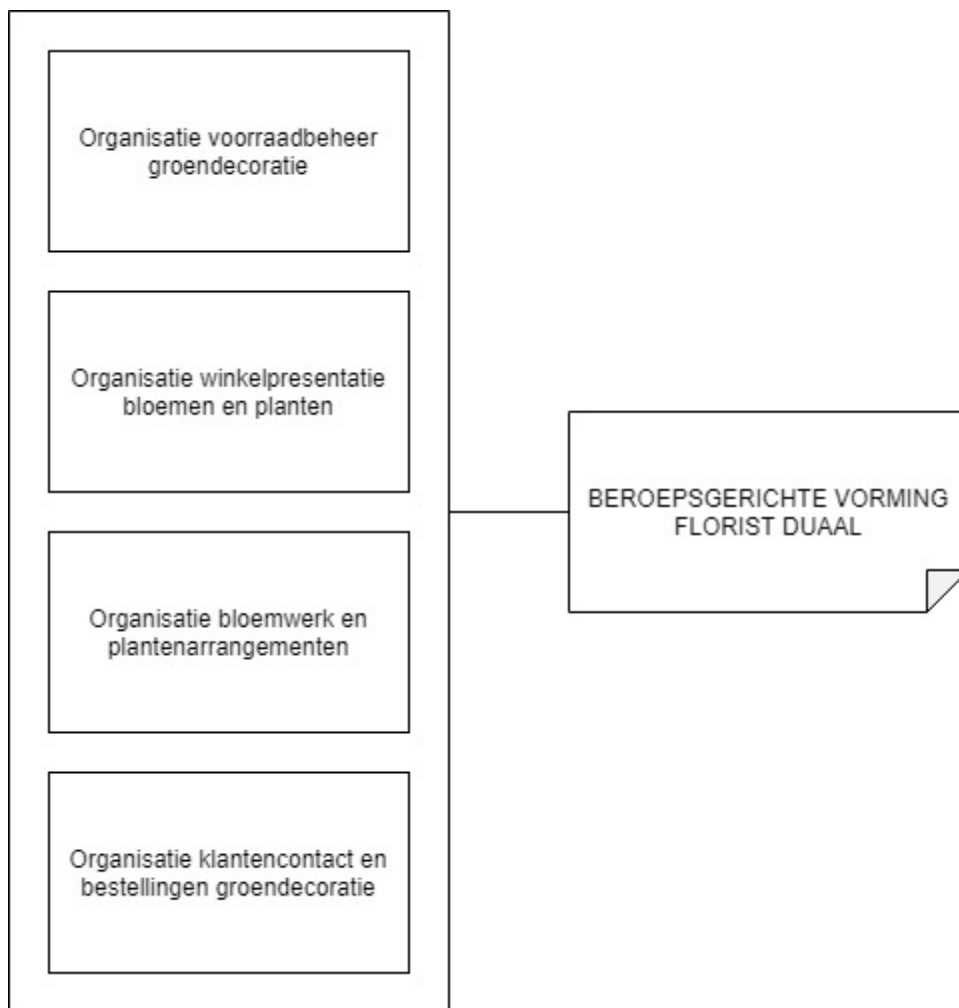 Organisatie voorraadbeheer
groendecoratie
Organisatie winkelpresentatie
bloemen en planten
Organisatie bloemwerk en
plantenarrangementen
Organisatie klantencontact en
bestellingen groendecoratie
BEROEPSGERICHTE VORMING
FLORIST DUAAL